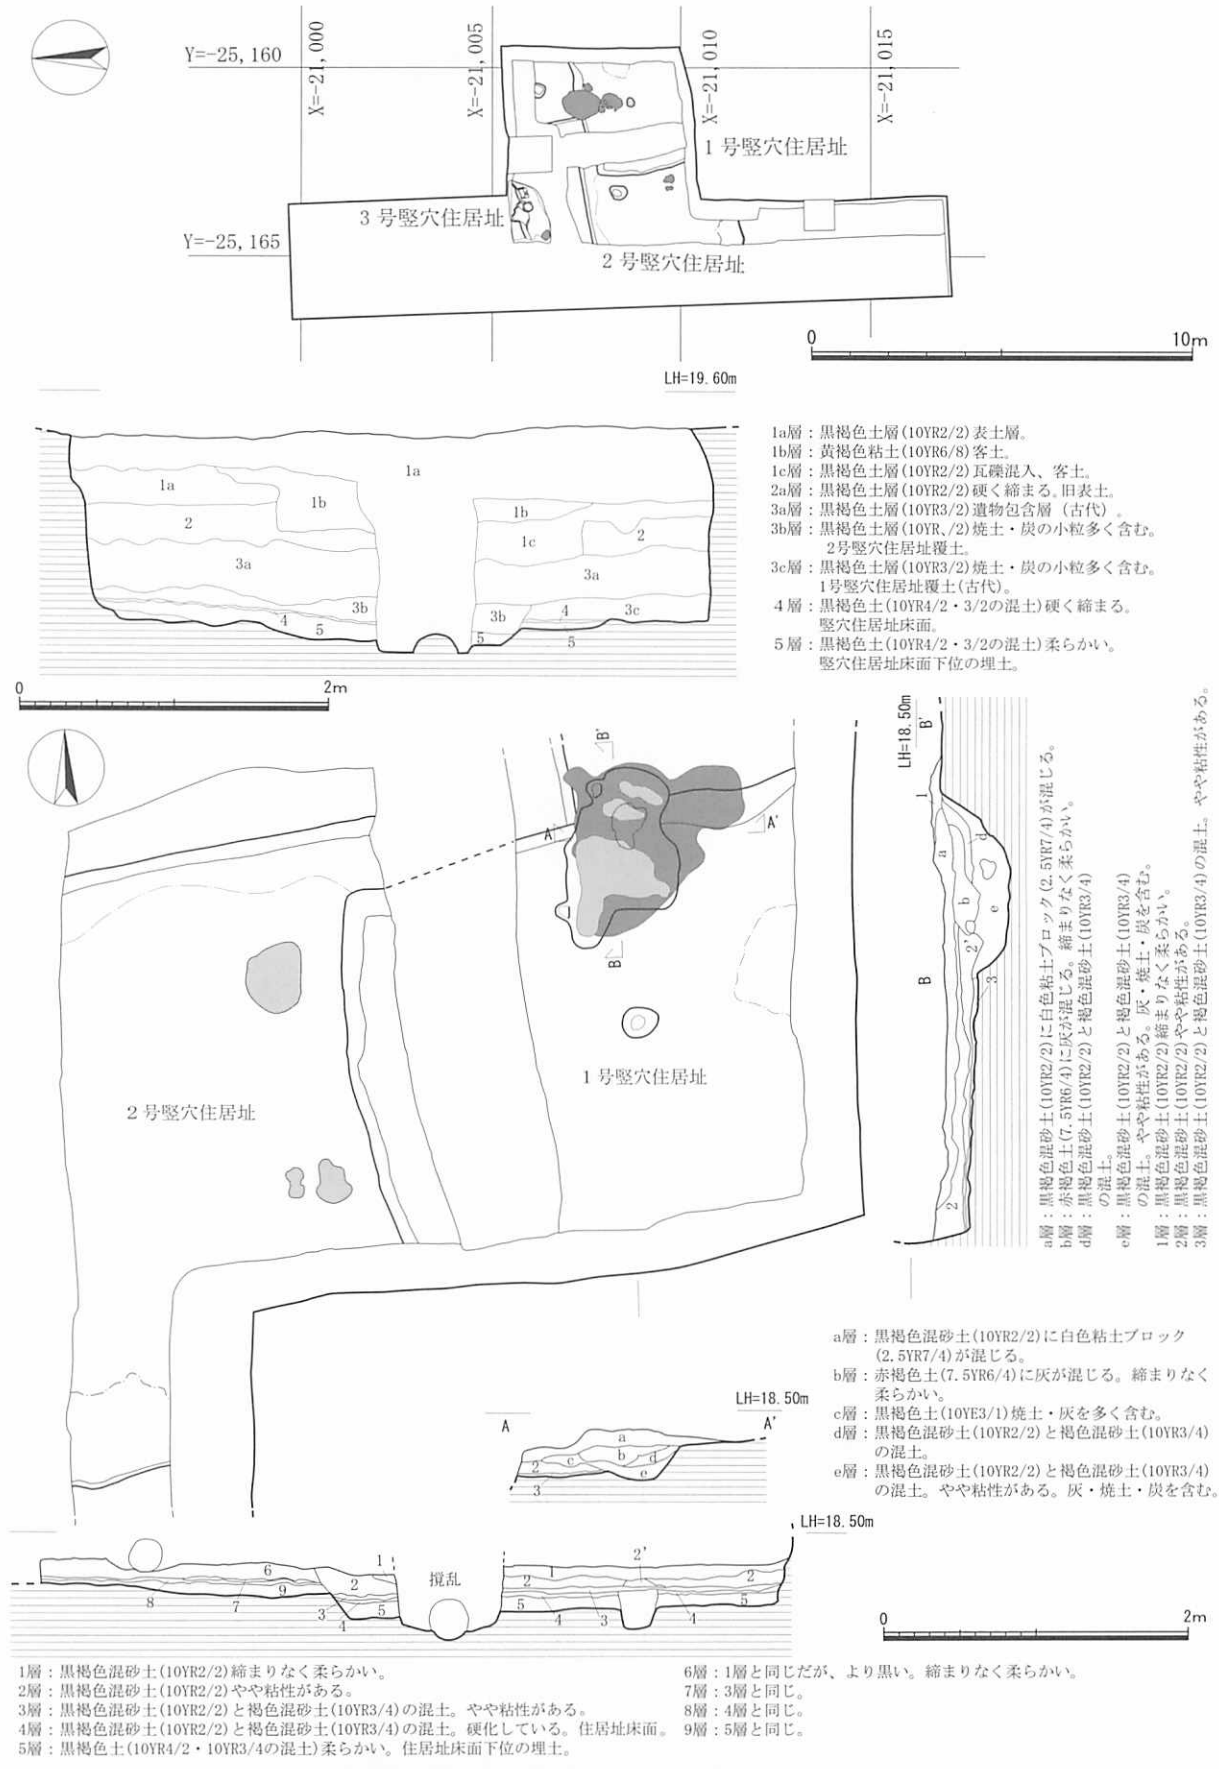 Y=-25,160
X=-21,000
X=-21,005
X=-21,010
X=-21,015
1号竪穴住居址
3号竪穴住居址
Y=-25,165
2号竪穴住居址
0 10m
LH=19.60m
1a
1a
1b
2
3a
3b
4
5
1b
1c
2
3a
3b
4
3c
5
5
0 2m
1a層：黒褐色土層(10YR2/2)表土層。
1b層：黄褐色粘土(10YR6/8)客土。
1c層：黒褐色土層(10YR2/2)瓦礫混入、客土。
2a層：黒褐色土層(10YR2/2)硬く締まる。旧表土。
3a層：黒褐色土層(10YR3/2)遺物包含層（古代）。
3b層：黒褐色土層(10YR、/2)焼土・炭の小粒多く含む。
2号竪穴住居址覆土。
3c層：黒褐色土層(10YR3/2)焼土・炭の小粒多く含む。
1号竪穴住居址覆土(古代)。
4層：黒褐色土(10YR4/2・3/2の混土)硬く締まる。
竪穴住居址床面。
5層：黒褐色土(10YR4/2・3/2の混土)柔らかい。
竪穴住居址床面下位の埋土。
B'
A
A'
B
1号竪穴住居址
2号竪穴住居址
LH=18.50m
B'
1
a
d
b
e
2'
3
B
2
a層：黒褐色混砂土(10YR2/2)に白色粘土ブロック(2.5YR7/4)が混じる。
b層：赤褐色土(7.5YR6/4)に灰が混じる。締まりなく柔らかい。
d層：黒褐色混砂土(10YR2/2)と褐色混砂土(10YR3/4)
の混土。
e層：黒褐色混砂土(10YR2/2)と褐色混砂土(10YR3/4)
の混土。やや粘性がある。灰・焼土・炭を含む。
1層：黒褐色混砂土(10YR2/2)締まりなく柔らかい。
2層：黒褐色混砂土(10YR2/2)やや粘性がある。
3層：黒褐色混砂土(10YR2/2)と褐色混砂土(10YR3/4)の混土。やや粘性がある。
a層：黒褐色混砂土(10YR2/2)に白色粘土ブロック
(2.5YR7/4)が混じる。
b層：赤褐色土(7.5YR6/4)に灰が混じる。締まりなく
柔らかい。
c層：黒褐色土(10YE3/1)焼土・灰を多く含む。
d層：黒褐色混砂土(10YR2/2)と褐色混砂土(10YR3/4)
の混土。
e層：黒褐色混砂土(10YR2/2)と褐色混砂土(10YR3/4)
の混土。やや粘性がある。灰・焼土・炭を含む。
LH=18.50m
A
A'
a
b
c
d
2
e
3
LH=18.50m
6
1
2
撹乱
1
2'
2
2
8
7
9
3
4
5
5
4
3
4
5
0 2m
1層：黒褐色混砂土(10YR2/2)締まりなく柔らかい。
2層：黒褐色混砂土(10YR2/2)やや粘性がある。
3層：黒褐色混砂土(10YR2/2)と褐色混砂土(10YR3/4)の混土。やや粘性がある。
4層：黒褐色混砂土(10YR2/2)と褐色混砂土(10YR3/4)の混土。硬化している。住居址床面。
5層：黒褐色土(10YR4/2・10YR3/4の混土)柔らかい。住居址床面下位の埋土。
6層：1層と同じだが、より黒い。締まりなく柔らかい。
7層：3層と同じ。
8層：4層と同じ。
9層：5層と同じ。